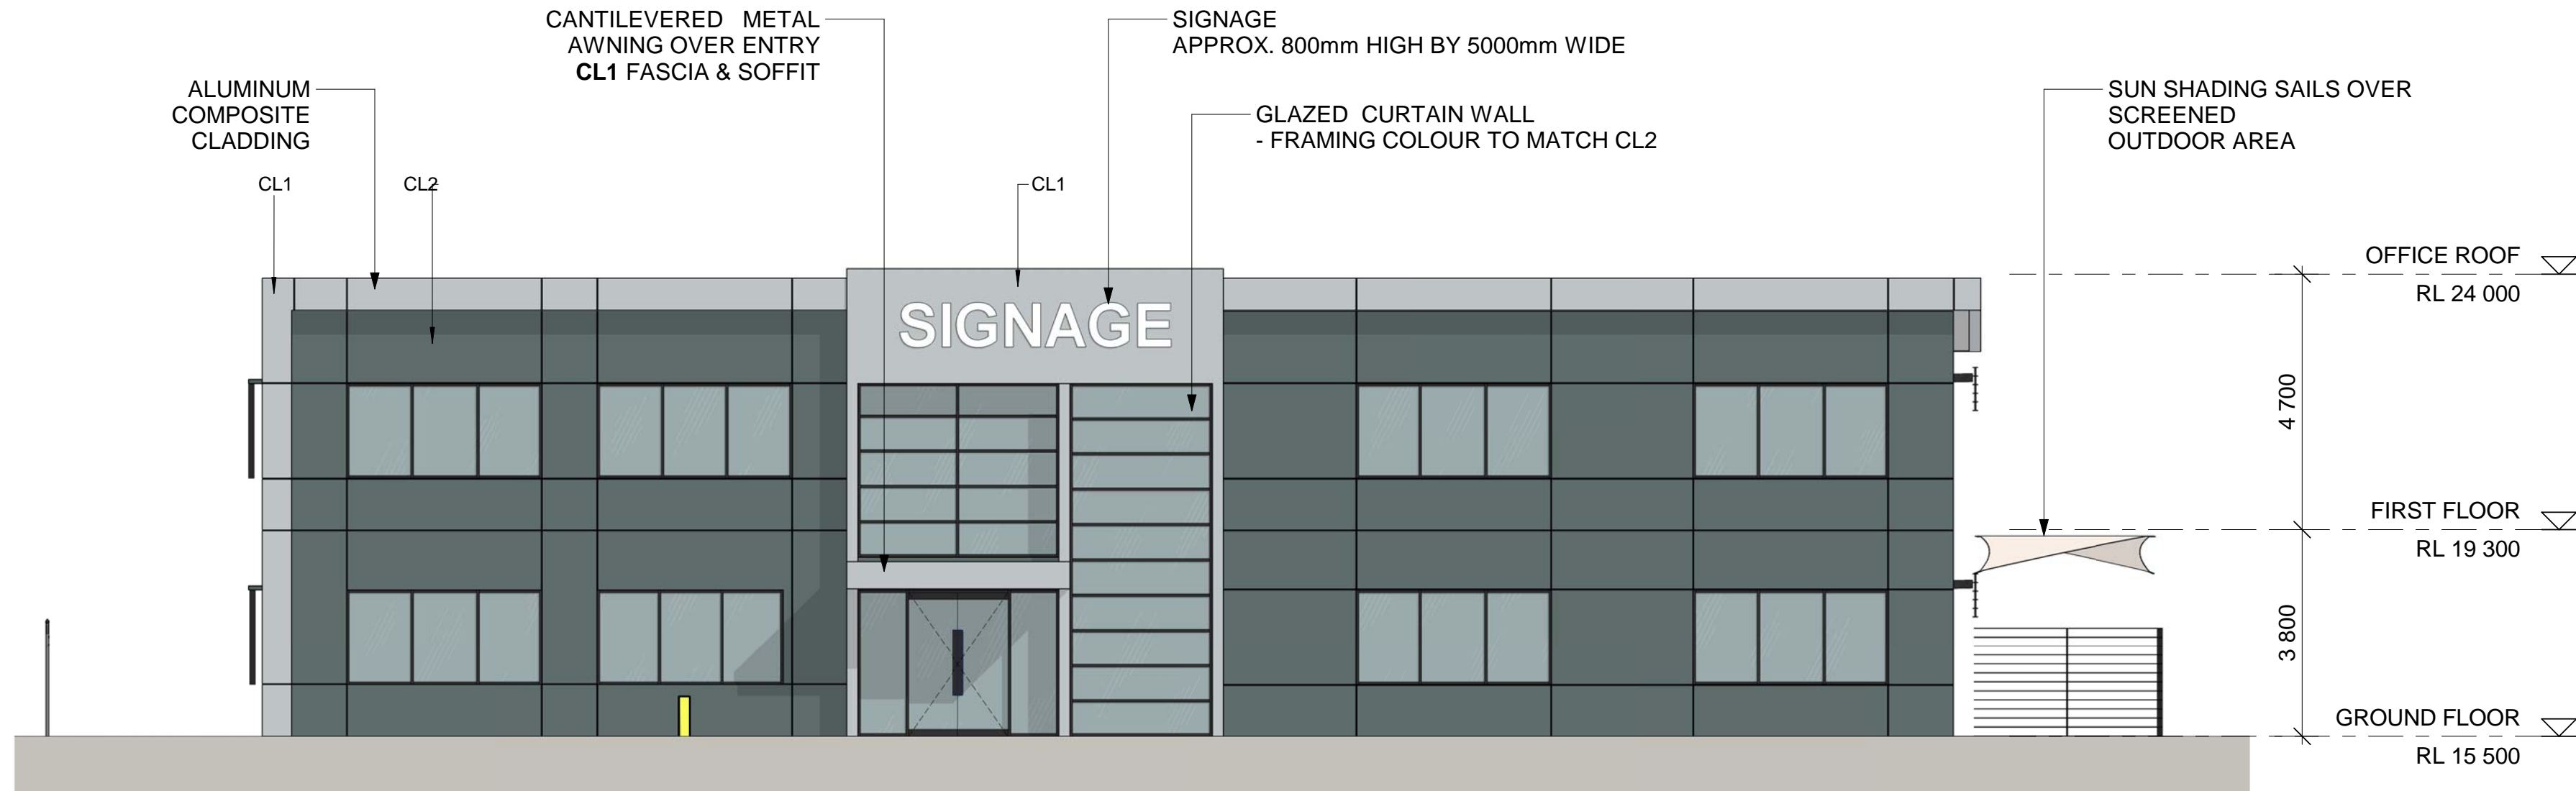 CANTILEVERED METAL
AWNING OVER ENTRY
CL1 FASCIA & SOFFIT
SIGNAGE
APPROX. 800mm HIGH BY 5000mm WIDE
ALUMINUM
COMPOSITE
CLADDING
GLAZED CURTAIN WALL
- FRAMING COLOUR TO MATCH CL2
SUN SHADING SAILS OVER
SCREENED
OUTDOOR AREA
CL1
CL2
CL1
SIGNAGE
OFFICE ROOF
RL 24 000
4 700
FIRST FLOOR
RL 19 300
3 800
GROUND FLOOR
RL 15 500